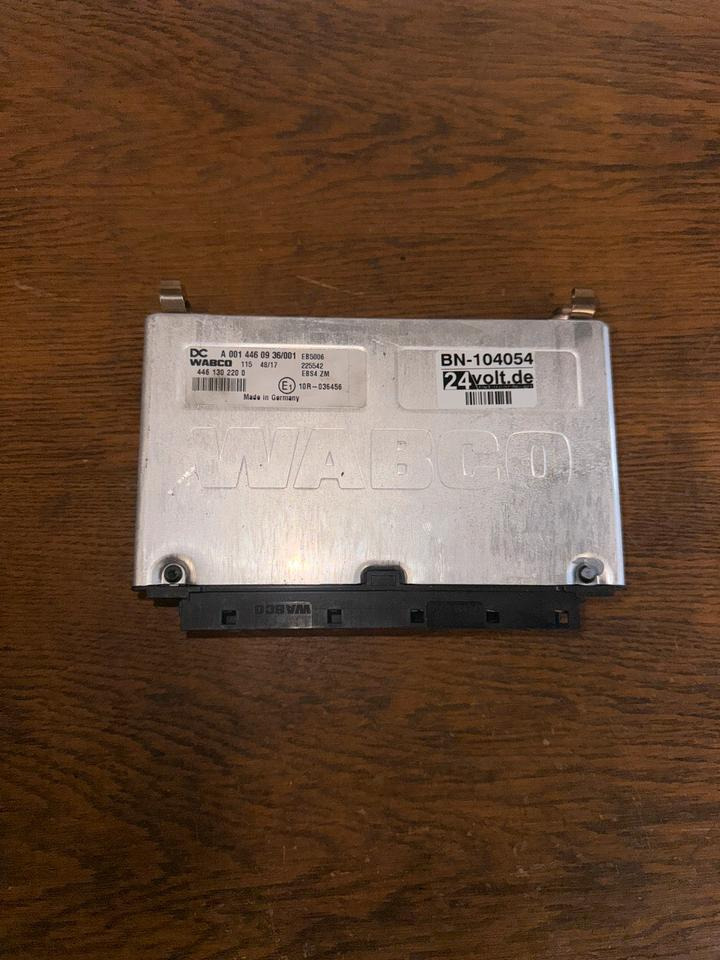 DC A 001 446 09 36/001 EBS006
WABCO 115 48/17 225542
446 130 220 0 EBS4 ZM
E1 10R-036456
Made in Germany
BN-104054
24volt.de
WABCO
WABCO